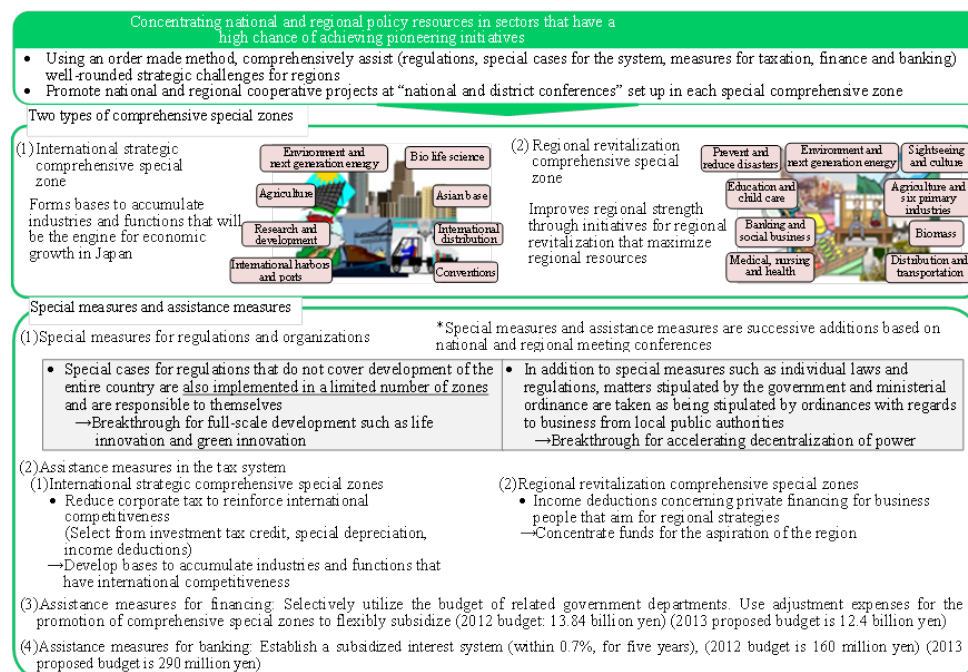 Concentrating national and regional policy resources in sectors that have a
high chance of achieving pioneering initiatives
• Using an order made method, comprehensively assist (regulations, special cases for the system, measures for taxation, finance and banking)
well-rounded strategic challenges for regions
• Promote national and regional cooperative projects at “national and district conferences” set up in each special comprehensive zone
Two types of comprehensive special zones
(1) International strategic
comprehensive special
zone
Forms bases to accumulate
industries and functions that will
be the engine for economic
growth in Japan
Environment and
next generation energy
Bio life science
Agriculture
Asian base
Research and
development
International
distribution
International harbors
and ports
Conventions
(2) Regional revitalization
comprehensive special
zone
Improves regional strength
through initiatives for regional
revitalization that maximize
regional resources
Prevent and
reduce disasters
Environment and
next generation energy
Sightseeing
and culture
Education and
child care
Agriculture and
six primary
industries
Banking and
social business
Biomass
Medical, nursing
and health
Distribution and
transportation
Special measures and assistance measures
(1)Special measures for regulations and organizations
*Special measures and assistance measures are successive additions based on
national and regional meeting conferences
• Special cases for regulations that do not cover development of the
entire country are also implemented in a limited number of zones
and are responsible to themselves
→Breakthrough for full-scale development such as life
innovation and green innovation
• In addition to special measures such as individual laws and
regulations, matters stipulated by the government and ministerial
ordinance are taken as being stipulated by ordinances with regards
to business from local public authorities
→Breakthrough for accelerating decentralization of power
(2)Assistance measures in the tax system
(1)International strategic comprehensive special zones
• Reduce corporate tax to reinforce international
competitiveness
(Select from investment tax credit, special depreciation,
income deductions)
→Develop bases to accumulate industries and functions that
have international competitiveness
(2)Regional revitalization comprehensive special zones
• Income deductions concerning private financing for business
people that aim for regional strategies
→Concentrate funds for the aspiration of the region
(3)Assistance measures for financing: Selectively utilize the budget of related government departments. Use adjustment expenses for the
promotion of comprehensive special zones to flexibly subsidize (2012 budget: 13.84 billion yen) (2013 proposed budget is 12.4 billion yen)
(4)Assistance measures for banking: Establish a subsidized interest system (within 0.7%, for five years), (2012 budget is 160 million yen) (2013
proposed budget is 290 million yen)